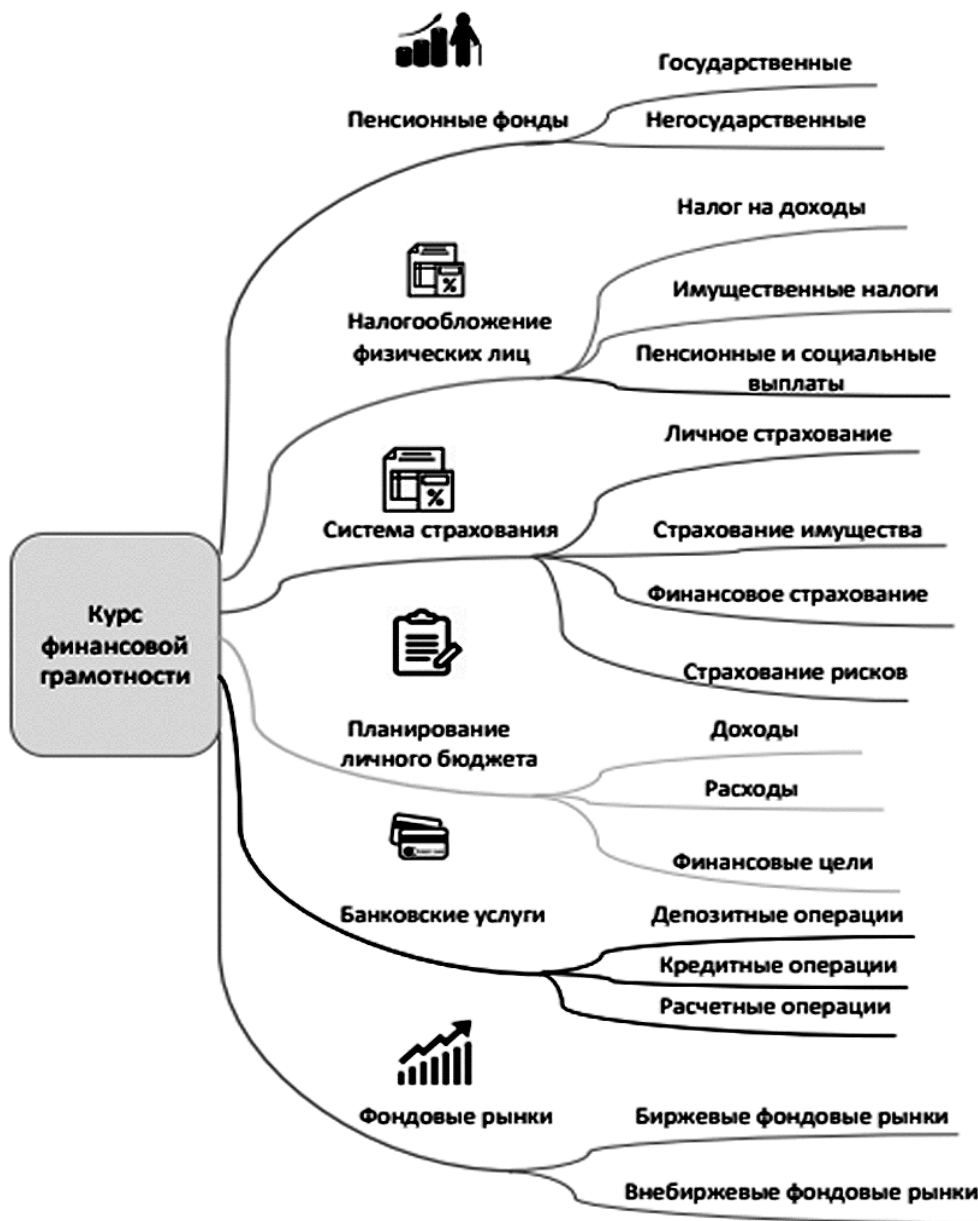 Государственные
Пенсионные фонды
Негосударственные
Налог на доходы
Имущественные налоги
Налогообложение
физических лиц
Пенсионные и социальные
выплаты
%
Личное страхование
%
Система страхования
Страхование имущества
Финансовое страхование
Страхование рисков
Курс
финансовой
грамотности
Планирование
личного бюджета
Доходы
Расходы
Финансовые цели
Банковские услуги
Депозитные операции
Кредитные операции
Расчетные операции
Фондовые рынки
Биржевые фондовые рынки
Внебиржевые фондовые рынки